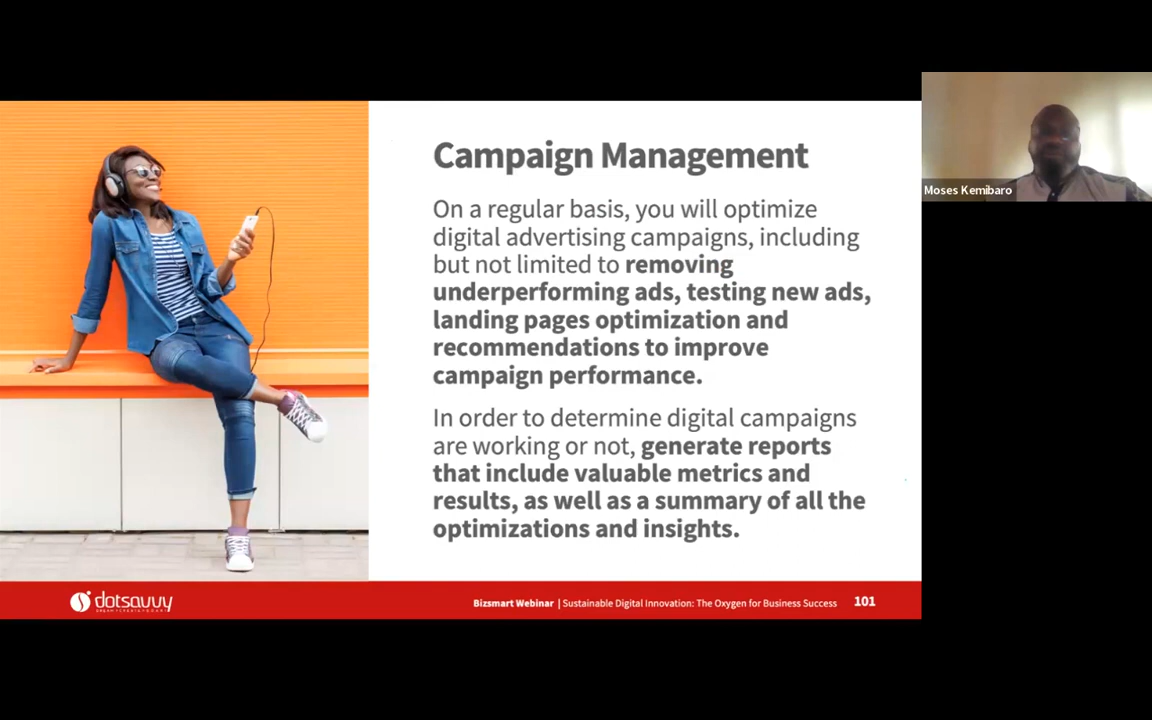 Campaign Management
On a regular basis, you will optimize
digital advertising campaigns, including
but not limited to removing
underperforming ads, testing new ads,
landing pages optimization and
recommendations to improve
campaign performance.
In order to determine digital campaigns
are working or not, generate reports
that include valuable metrics and
results, as well as a summary of all the
optimizations and insights.
Moses Kemibaro
dotsavvy
Bizsmart Webinar | Sustainable Digital Innovation: The Oxygen for Business Success 101